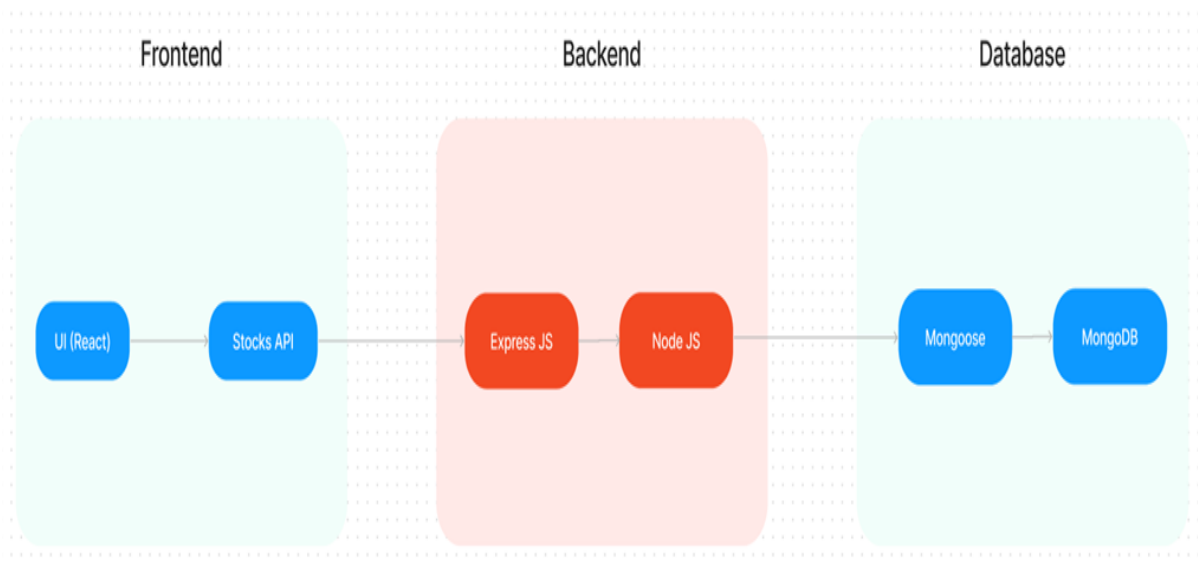 Frontend
Backend
Database
UI (React)
Stocks API
Express JS
Node JS
Mongoose
MongoDB